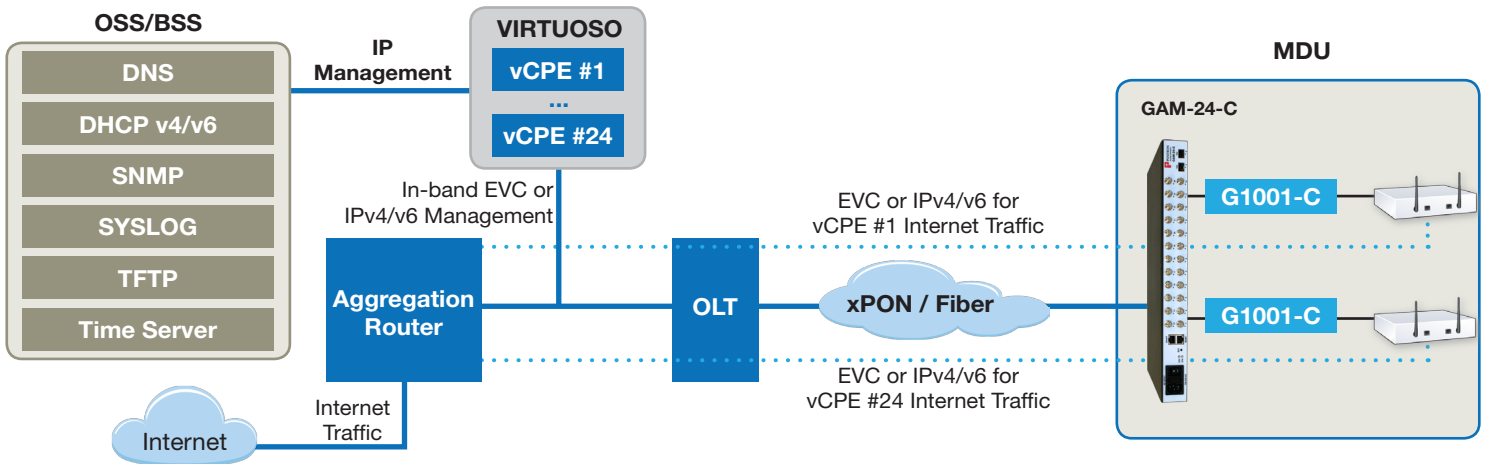 OSS/BSS
DNS
DHCP v4/v6
SNMP
SYSLOG
TFTP
Time Server
IP
Management
VIRTUOSO
vCPE #1
...
vCPE #24
In-band EVC or
IPv4/v6 Management
Aggregation
Router
Internet
Traffic
Internet
OLT
EVC or IPv4/v6 for
vCPE #1 Internet Traffic
xPON / Fiber
EVC or IPv4/v6 for
vCPE #24 Internet Traffic
MDU
GAM-24-C
G1001-C
G1001-C